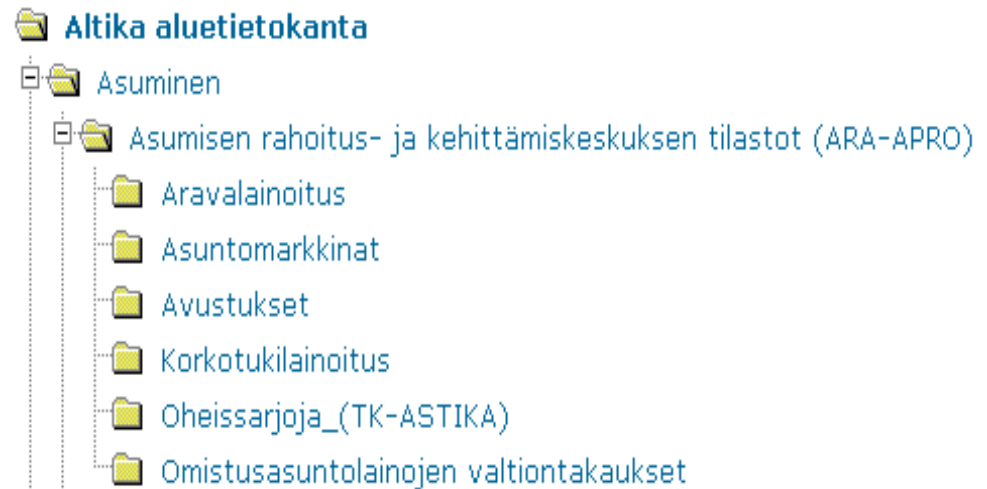 Altika aluetietokanta
Asuminen
Asumisen rahoitus- ja kehittämiskeskuksen tilastot (ARA-APRO)
Aravalainoitus
Asuntomarkkinat
Avustukset
Korkotukilainoitus
Oheissarjoja_(TK-ASTIKA)
Omistusasuntolainojen valtiontakaukset